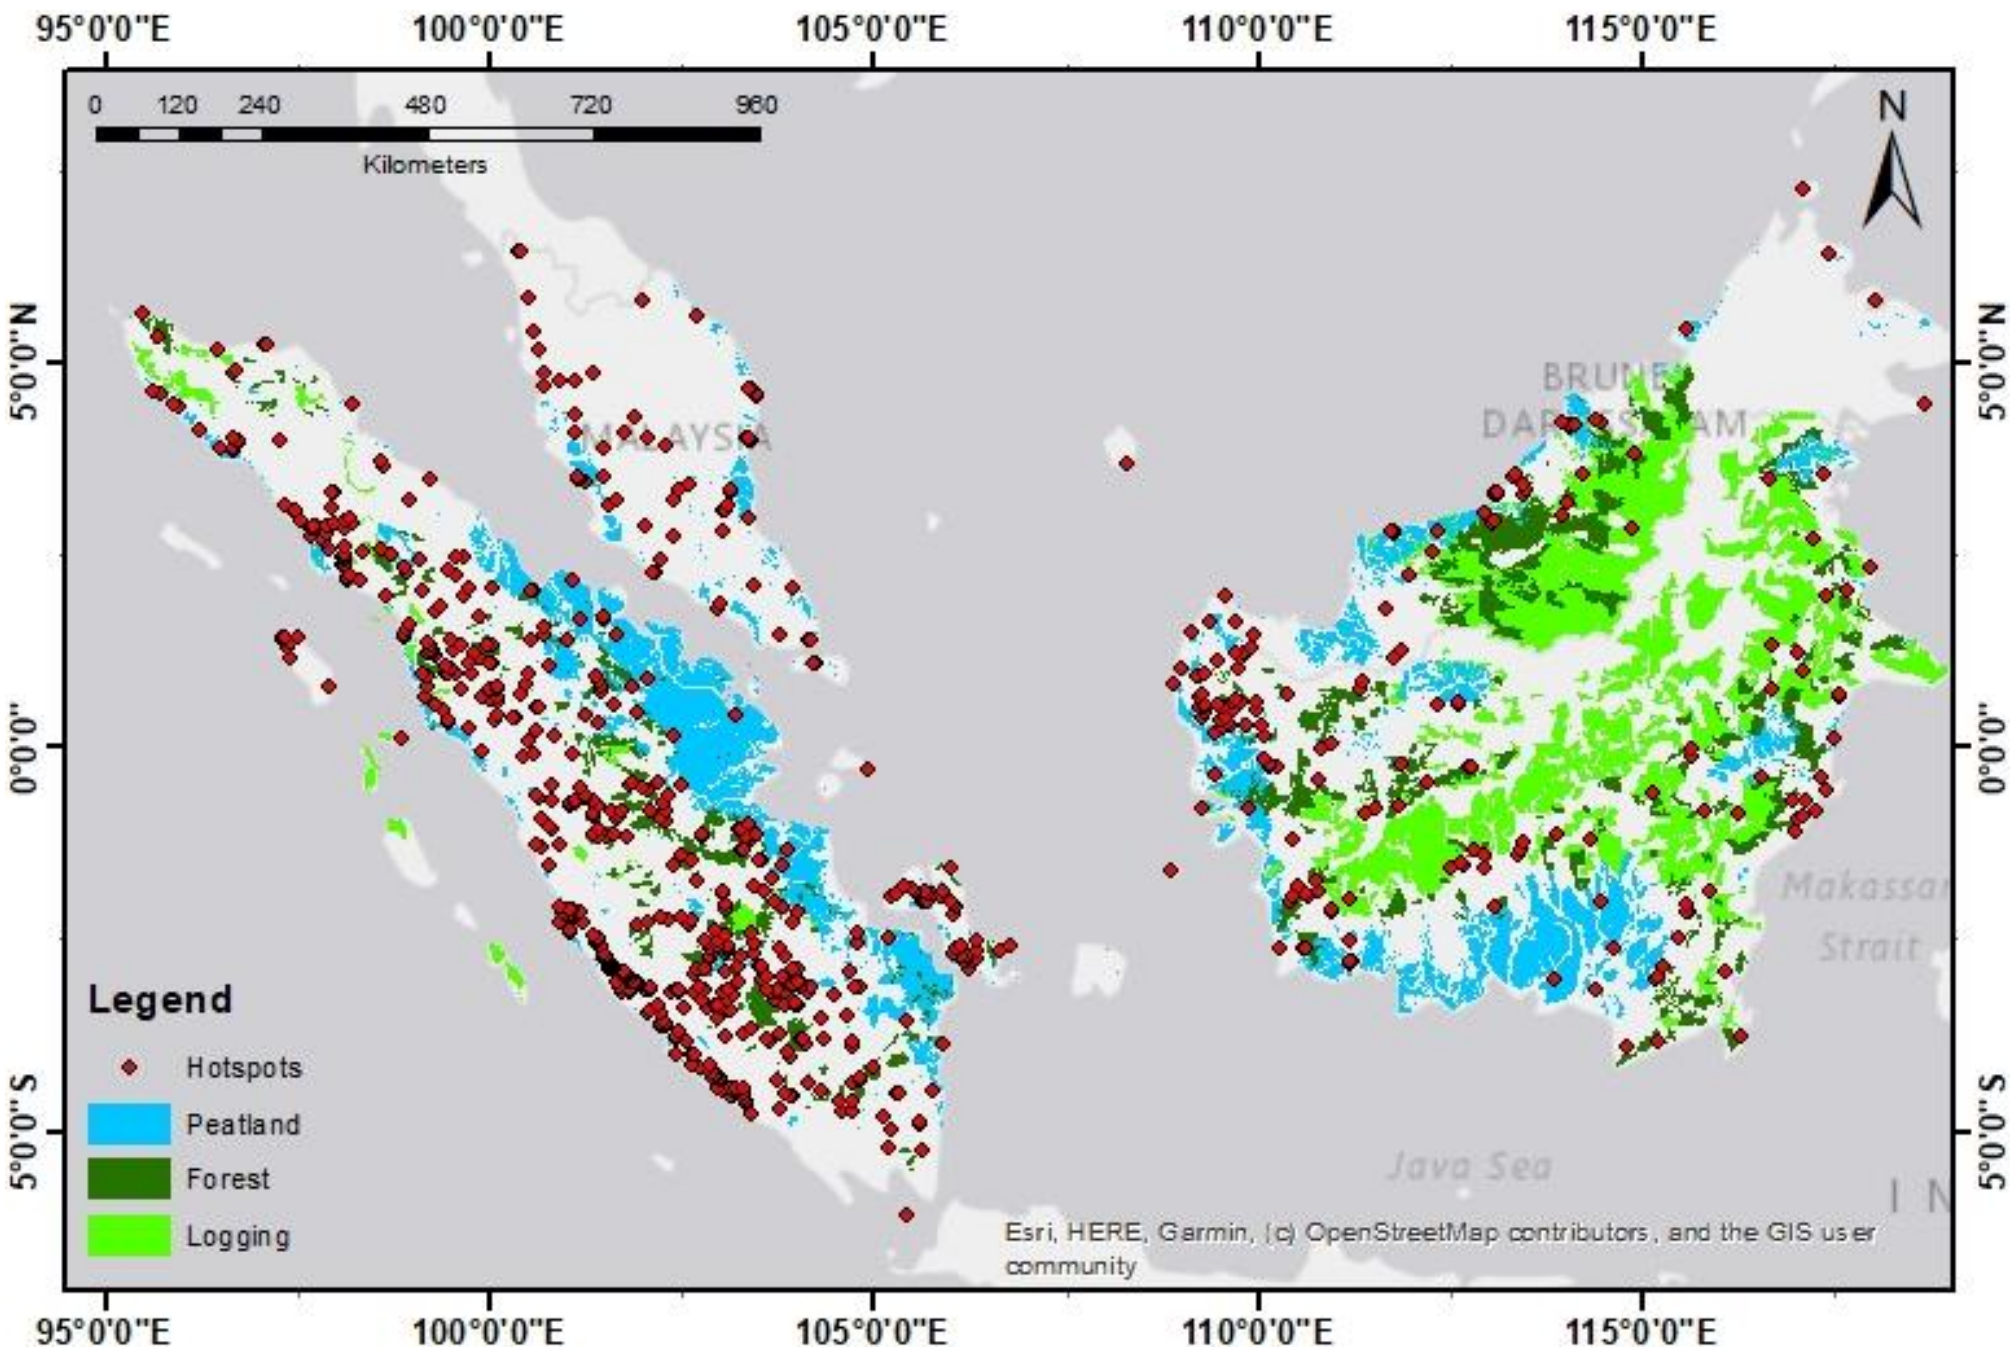 95°0'0"E 100°0'0"E 105°0'0"E 110°0'0"E 115°0'0"E
0 120 240 480 720 960
Kilometers
N
5°0'0"N
5°0'0"N
BRUNEI
DARUSSALAM
MALAYSIA
0°0'0"
0°0'0"
Makassar
Strait
Legend
Hotspots
Peatland
Forest
Logging
5°0'0"S
5°0'0"S
Java Sea
I N
Esri, HERE, Garmin, (c) OpenStreetMap contributors, and the GIS user
community
95°0'0"E 100°0'0"E 105°0'0"E 110°0'0"E 115°0'0"E